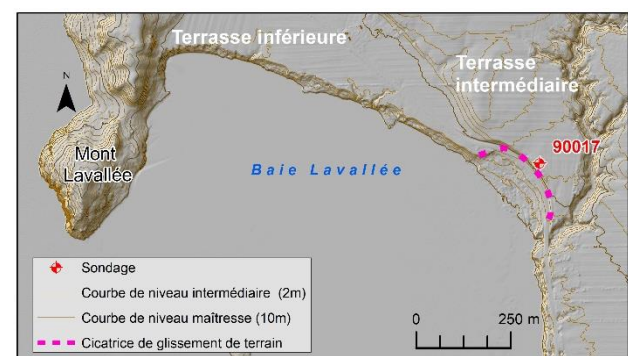 Terrasse inférieure
Terrasse
intermédiaire
N
90017
Mont
Lavallée
Baie Lavallée
Sondage
Courbe de niveau intermédiaire (2m)
Courbe de niveau maîtresse (10m)
Cicatrice de glissement de terrain
0 250 m